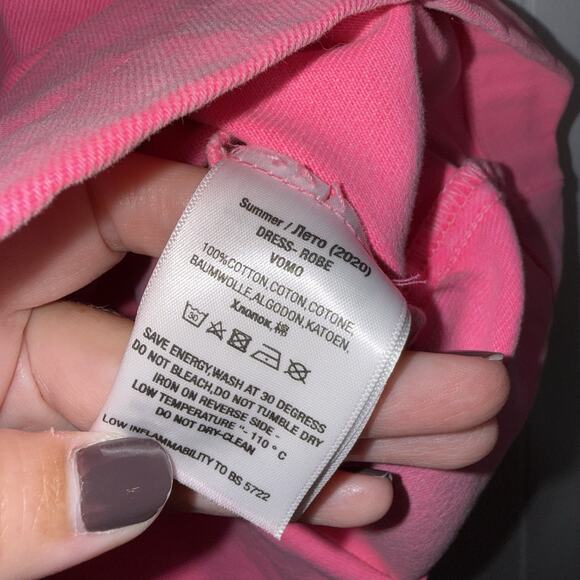 Summer / Лето (2020)
DRESS- ROBE
VOMO
100%COTTON,COTON,COTONE,
BAUMWOLLE,ALGODON,KATOEN,
Хлопок,綿
30
SAVE ENERGY,WASH AT 30 DEGRESS
DO NOT BLEACH,DO NOT TUMBLE DRY
IRON ON REVERSE SIDE -
LOW TEMPERATURE "- 110 ° C
DO NOT DRY-CLEAN
LOW INFLAMMABILITY TO BS 5722